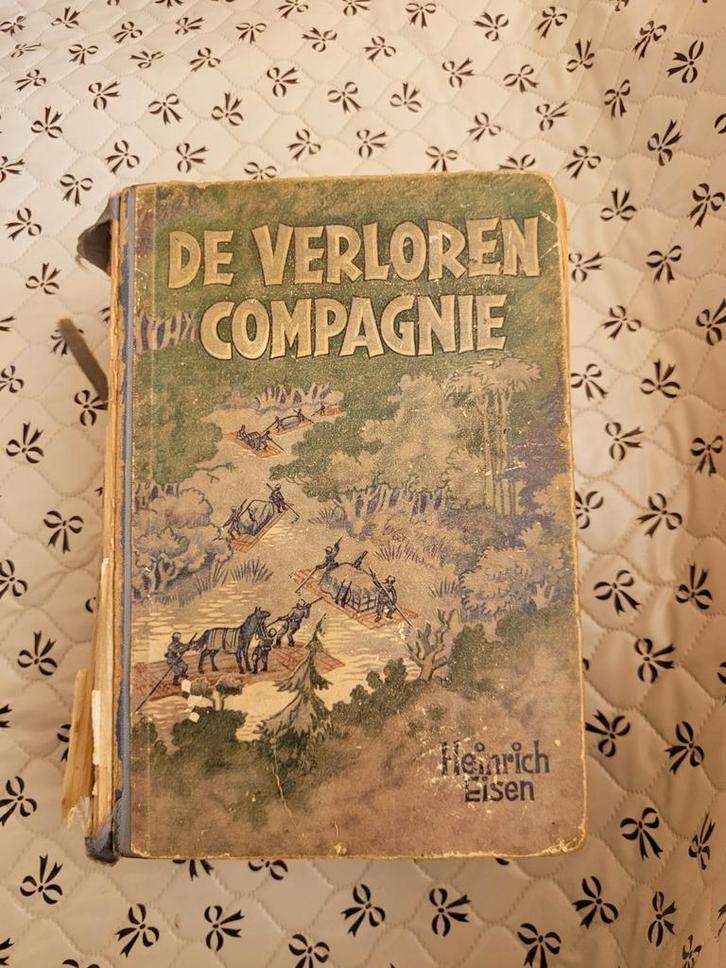 DE VERLOREN
COMPAGNIE
Heinrich
Eisen